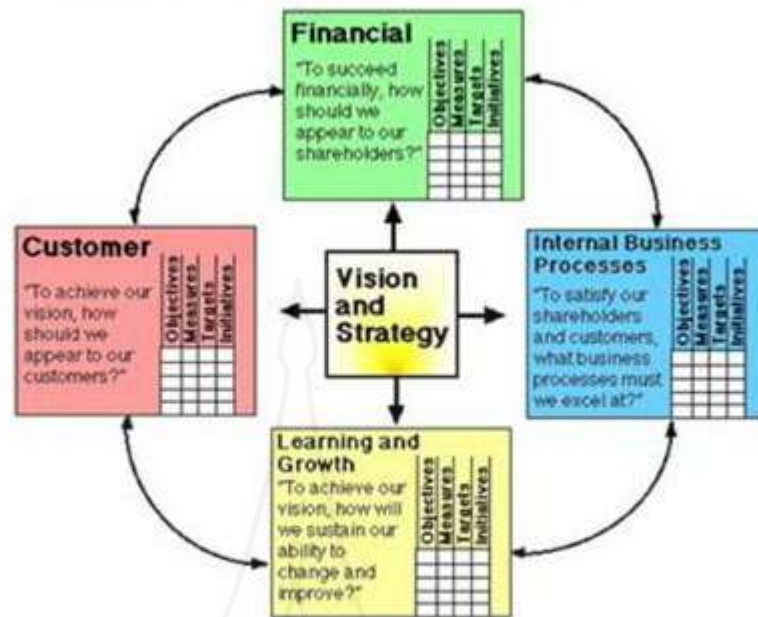 Financial
"To succeed
financially, how
should we
appear to our
shareholders?"
Objectives
Measures
Targets
Initiatives
Customer
"To achieve our
vision, how
should we
appear to our
customers?"
Objectives
Measures
Targets
Initiatives
Vision
and
Strategy
Internal Business
Processes
"To satisfy our
shareholders
and customers,
what business
processes must
we excel at?"
Objectives
Measures
Targets
Initiatives
Learning and
Growth
"To achieve our
vision, how will
we sustain our
ability to
change and
improve?"
Objectives
Measures
Targets
Initiatives